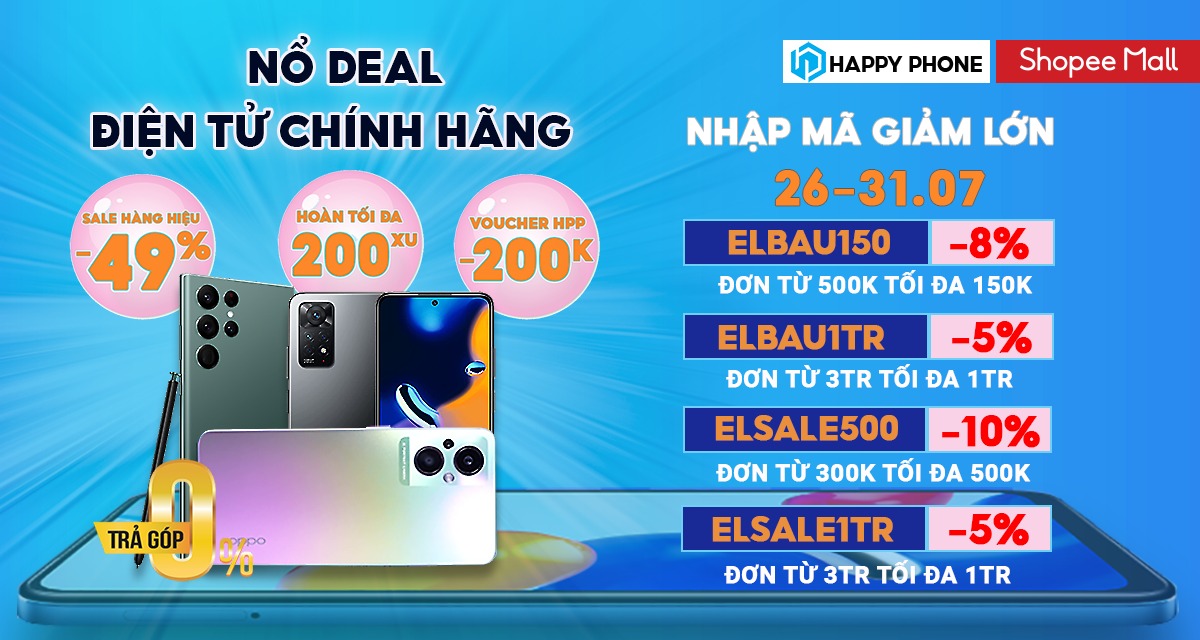 NỔ DEAL
ĐIỆN TỬ CHÍNH HÃNG
SALE HÀNG HIỆU
-49%
HOÀN TỐI ĐA
200XU
VOUCHER HPP
-200K
TRẢ GÓP 0%
oppo
HAPPY PHONE
Shopee Mall
NHẬP MÃ GIẢM LỚN
26-31.07
ELBAU150 -8%
ĐƠN TỪ 500K TỐI ĐA 150K
ELBAU1TR -5%
ĐƠN TỪ 3TR TỐI ĐA 1TR
ELSALE500 -10%
ĐƠN TỪ 300K TỐI ĐA 500K
ELSALE1TR -5%
ĐƠN TỪ 3TR TỐI ĐA 1TR